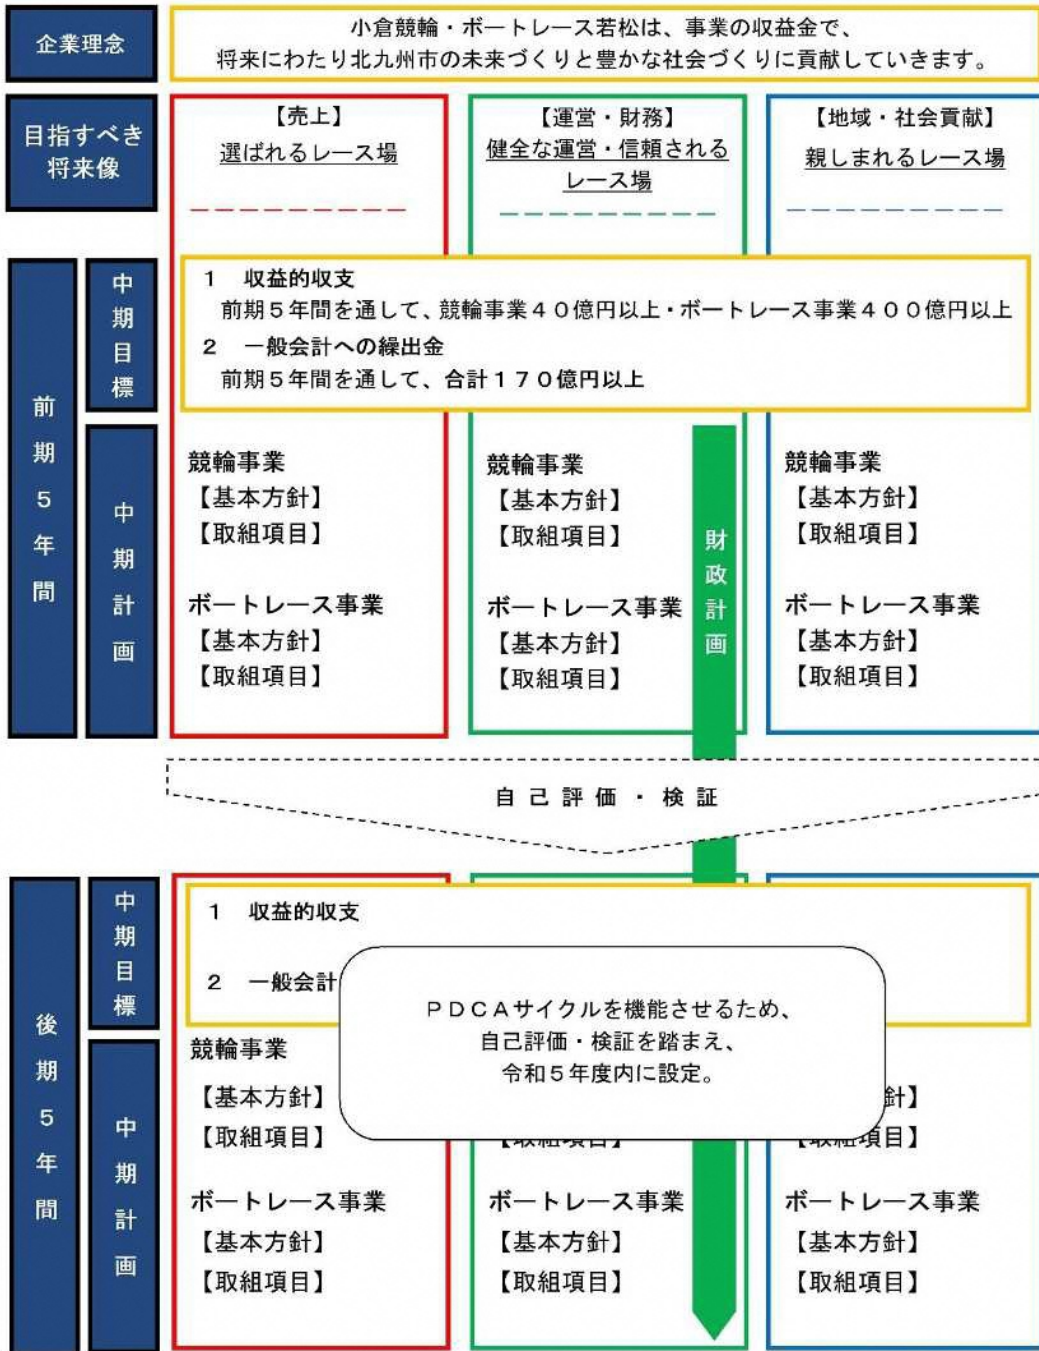 企業理念
小倉競輪・ボートレース若松は、事業の収益金で、
将来にわたり北九州市の未来づくりと豊かな社会づくりに貢献していきます。
目指すべき
将来像
【売上】
選ばれるレース場
【運営・財務】
健全な運営・信頼される
レース場
【地域・社会貢献】
親しまれるレース場
前期5年間
中期目標
1 収益的収支
前期5年間を通して、競輪事業40億円以上・ボートレース事業400億円以上
2 一般会計への繰出金
前期5年間を通して、合計170億円以上
中期計画
競輪事業
【基本方針】
【取組項目】
ボートレース事業
【基本方針】
【取組項目】
競輪事業
【基本方針】
【取組項目】
ボートレース事業
【基本方針】
【取組項目】
財政計画
競輪事業
【基本方針】
【取組項目】
ボートレース事業
【基本方針】
【取組項目】
自己評価・検証
後期5年間
中期目標
1 収益的収支
2 一般会計
PDCAサイクルを機能させるため、
自己評価・検証を踏まえ、
令和5年度内に設定。
中期計画
競輪事業
【基本方針】
【取組項目】
ボートレース事業
【基本方針】
【取組項目】
【取組項目】
ボートレース事業
【基本方針】
【取組項目】
針】
【取組項目】
ボートレース事業
【基本方針】
【取組項目】